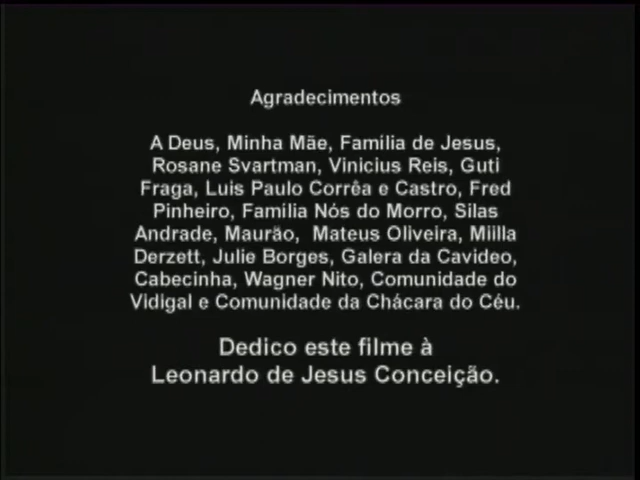 Agradecimentos
A Deus, Minha Mãe, Família de Jesus,
Rosane Svartman, Vinicius Reis, Guti
Fraga, Luis Paulo Corrêa e Castro, Fred
Pinheiro, Família Nós do Morro, Silas
Andrade, Maurão, Mateus Oliveira, Miilla
Derzett, Julie Borges, Galera da Cavideo,
Cabecinha, Wagner Nito, Comunidade do
Vidigal e Comunidade da Chácara do Céu.
Dedico este filme à
Leonardo de Jesus Conceição.